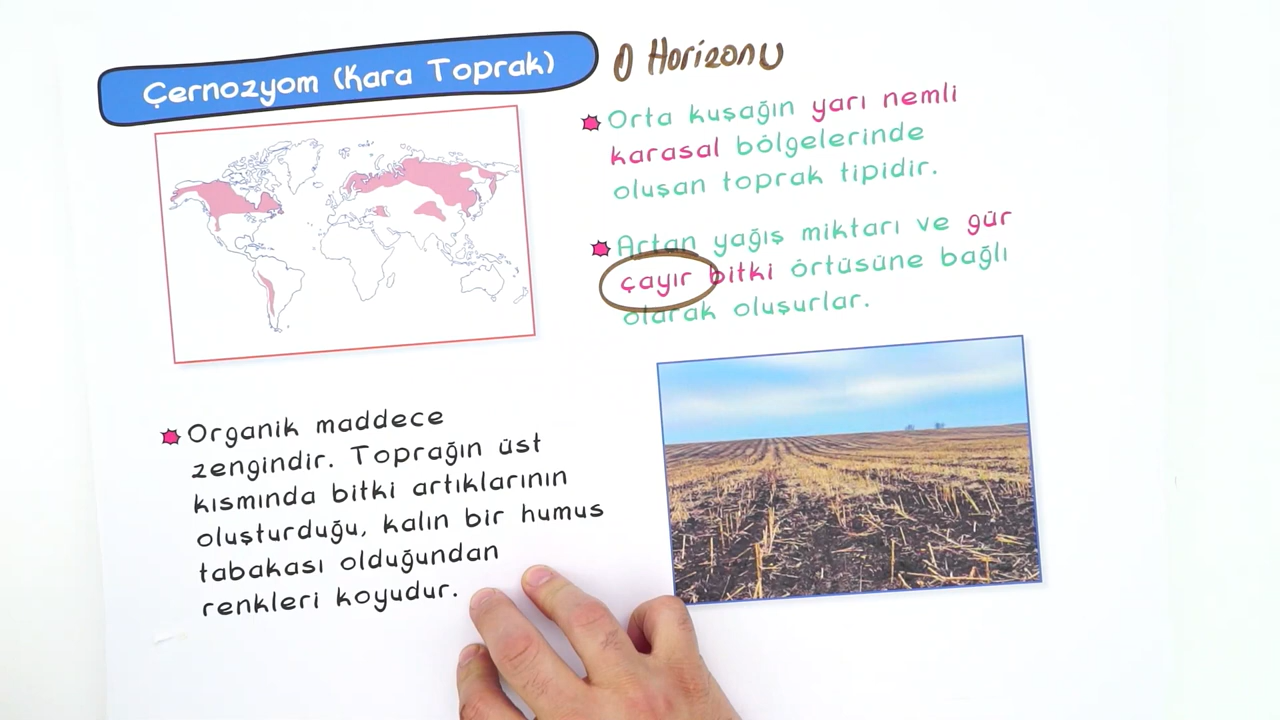 Çernozyom (Kara Toprak)
O Horizonu
Orta kuşağın yarı nemli
karasal bölgelerinde
oluşan toprak tipidir.
Artan yağış miktarı ve gür
çayır bitki örtüsüne bağlı
olarak oluşurlar.
Organik maddece
zengindir. Toprağın üst
kısmında bitki artıklarının
oluşturduğu, kalın bir humus
tabakası olduğundan
renkleri koyudur.